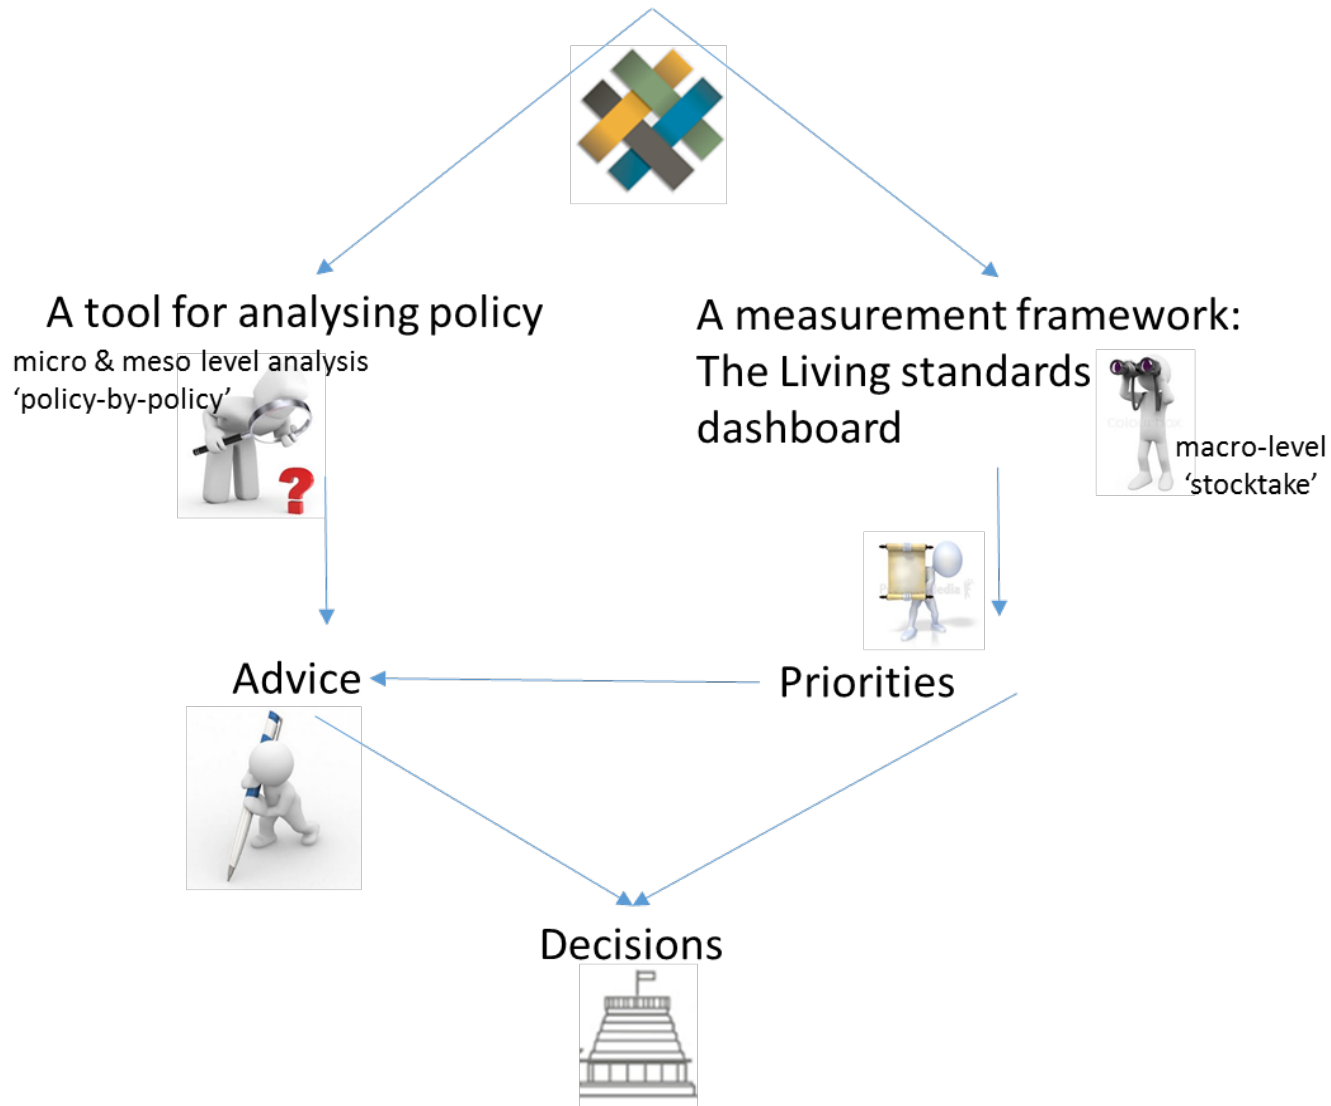 A tool for analysing policy
micro & meso level analysis
‘policy-by-policy’
A measurement framework:
The Living standards
dashboard
macro-level
‘stocktake’
Advice
Priorities
Decisions